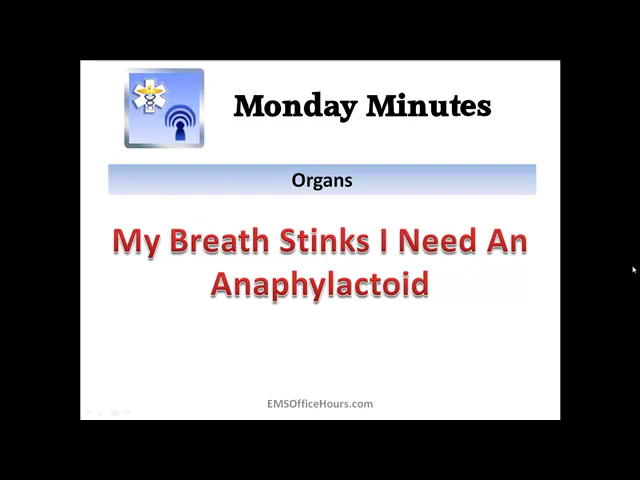 Monday Minutes
Organs
My Breath Stinks I Need An
Anaphylactoid
EMSOfficeHours.com